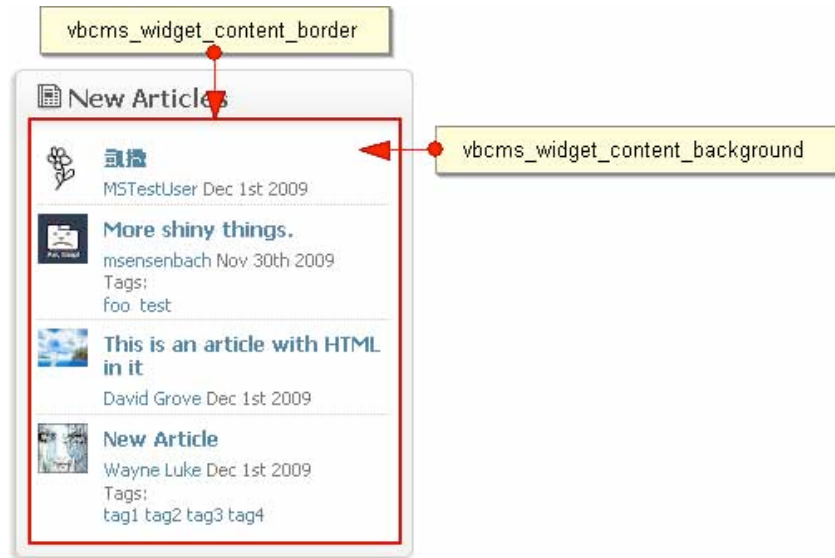 vbcms_widget_content_border
New Articles
vbcms_widget_content_background
MSTestUser Dec 1st 2009
More shiny things.
msensenbach Nov 30th 2009
Tags:
foo test
This is an article with HTML
in it
David Grove Dec 1st 2009
New Article
Wayne Luke Dec 1st 2009
Tags:
tag1 tag2 tag3 tag4